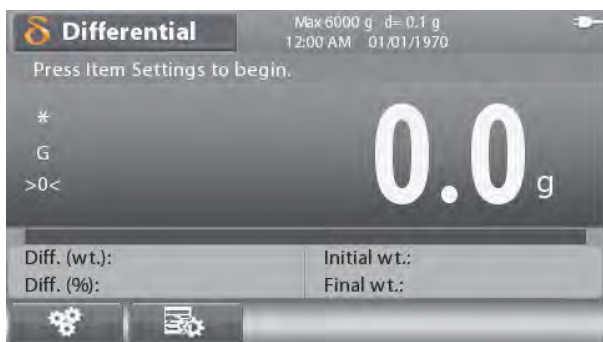 δ Differential
Max 6000 g d= 0.1 g
12:00 AM 01/01/1970
Press Item Settings to begin.
*
G
>0<
0.0 g
Diff. (wt.):
Initial wt.:
Diff. (%):
Final wt.: